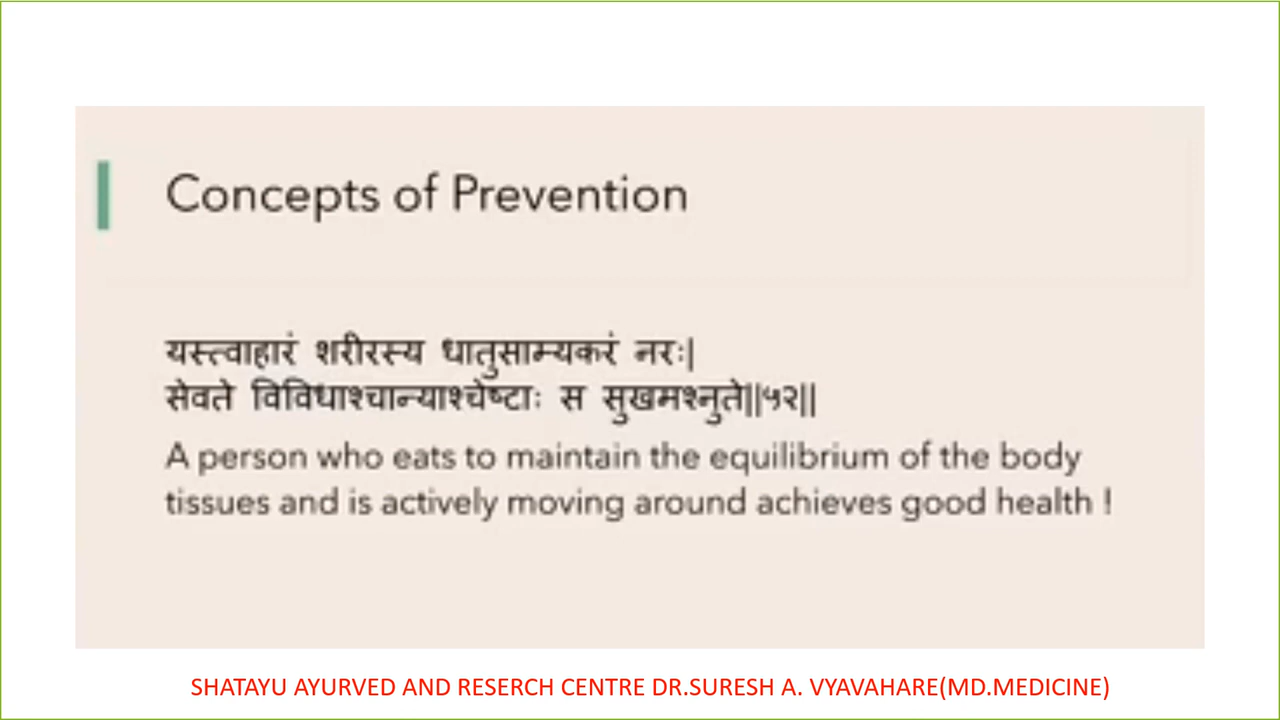 Concepts of Prevention
यस्त्वाहारं शरीरस्य धातुसाम्यकरं नरः|
सेवते विविधाश्चान्याश्चेष्टाः स सुखमश्नुते||५२||
A person who eats to maintain the equilibrium of the body
tissues and is actively moving around achieves good health !
SHATAYU AYURVED AND RESERCH CENTRE DR.SURESH A. VYAVAHARE(MD.MEDICINE)